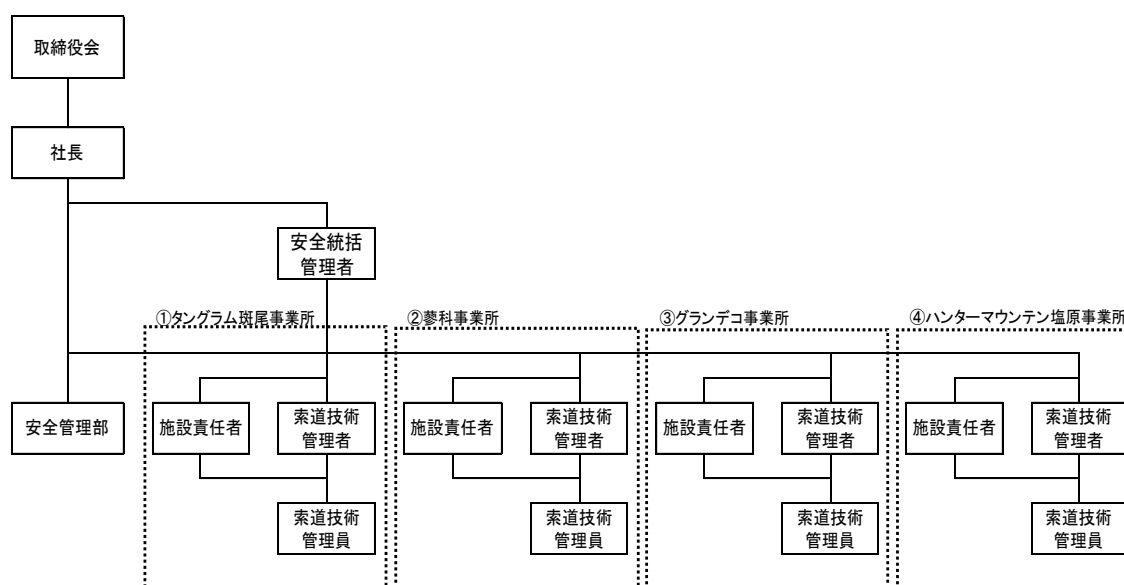 取締役会
社長
安全統括
管理者
①タングラム斑尾事業所
②蓼科事業所
③グランデコ事業所
④ハンターマウンテン塩原事業所
安全管理部
施設責任者
索道技術
管理者
施設責任者
索道技術
管理者
施設責任者
索道技術
管理者
施設責任者
索道技術
管理者
索道技術
管理員
索道技術
管理員
索道技術
管理員
索道技術
管理員